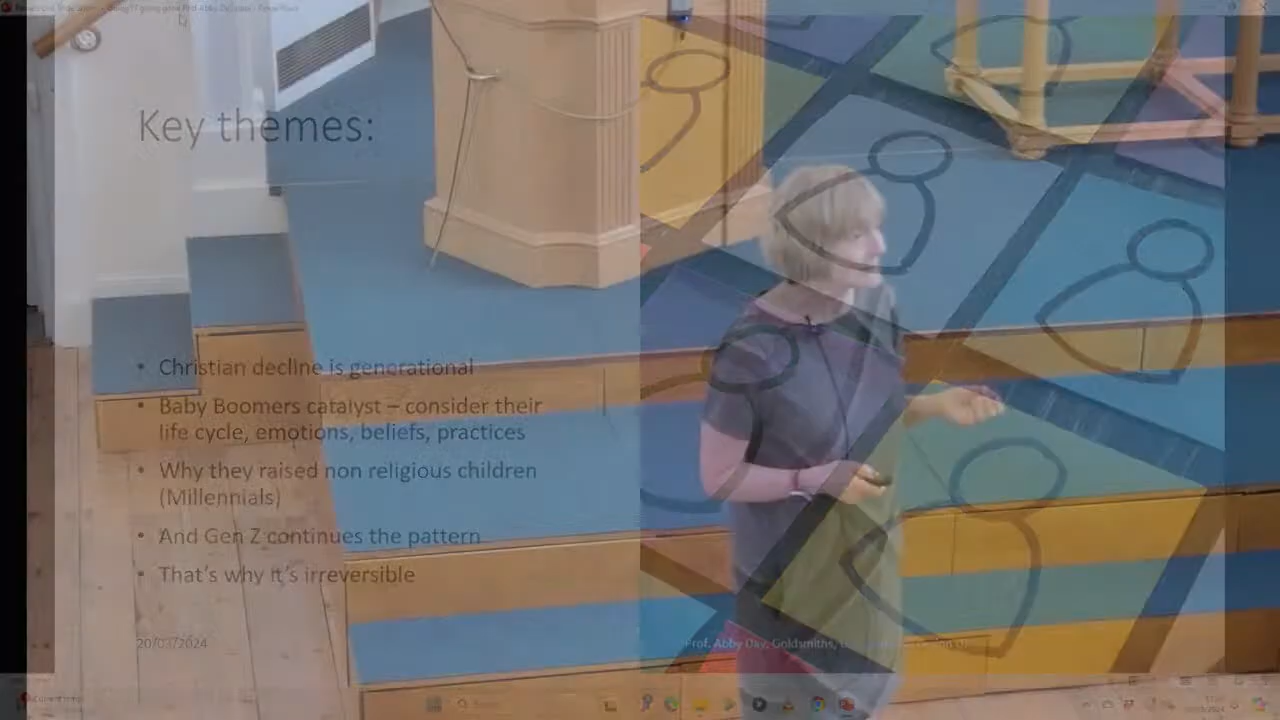 Key themes:
• Christian decline is generational
• Baby Boomers catalyst – consider their
life cycle, emotions, beliefs, practices
• Why they raised non religious children
(Millennials)
• And Gen Z continues the pattern
• That's why it's irreversible
20/03/2024
Prof. Abby Day, Goldsmiths,